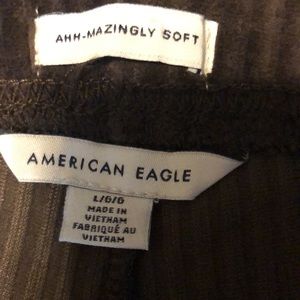 AHH-MAZINGLY SOFT
AMERICAN EAGLE
L/G/G
MADE IN
VIETNAM
FABRIQUÉ AU
VIETNAM